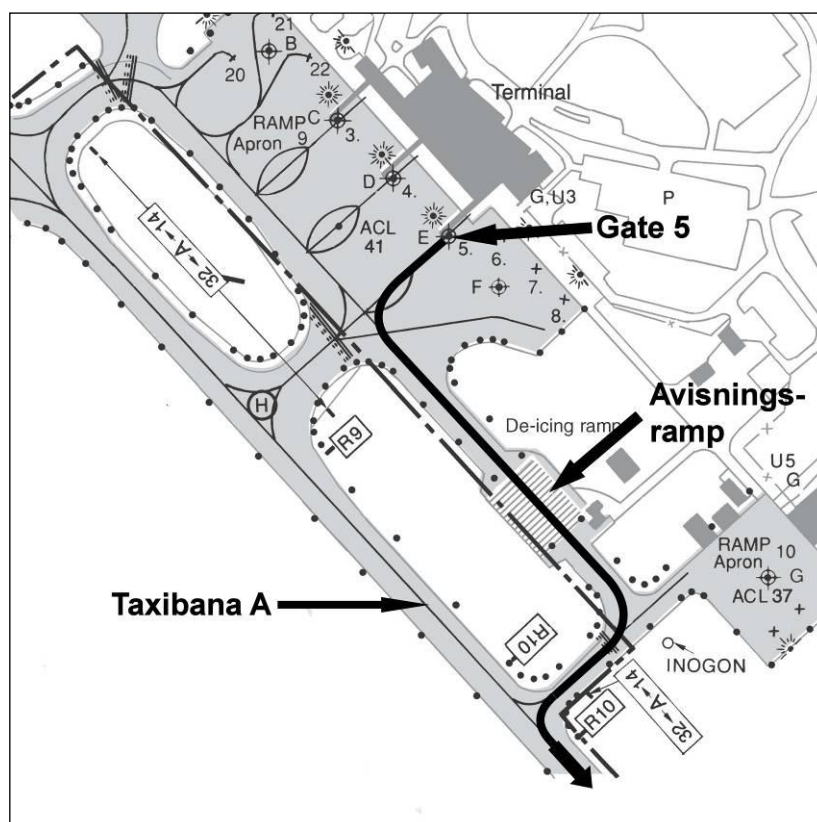 21
B
20
22
Terminal
RAMP C
Apron
9
3.
D
4.
G,U3
P
ACL
41
E
5.
Gate 5
6.
7.
F
8.
32-A-14
H
R9
De-icing ramp
Avisnings-
ramp
U5
G
RAMP 10
Apron
G
ACL 37
Taxibana A
R10
INOGON
32-A-14
R10